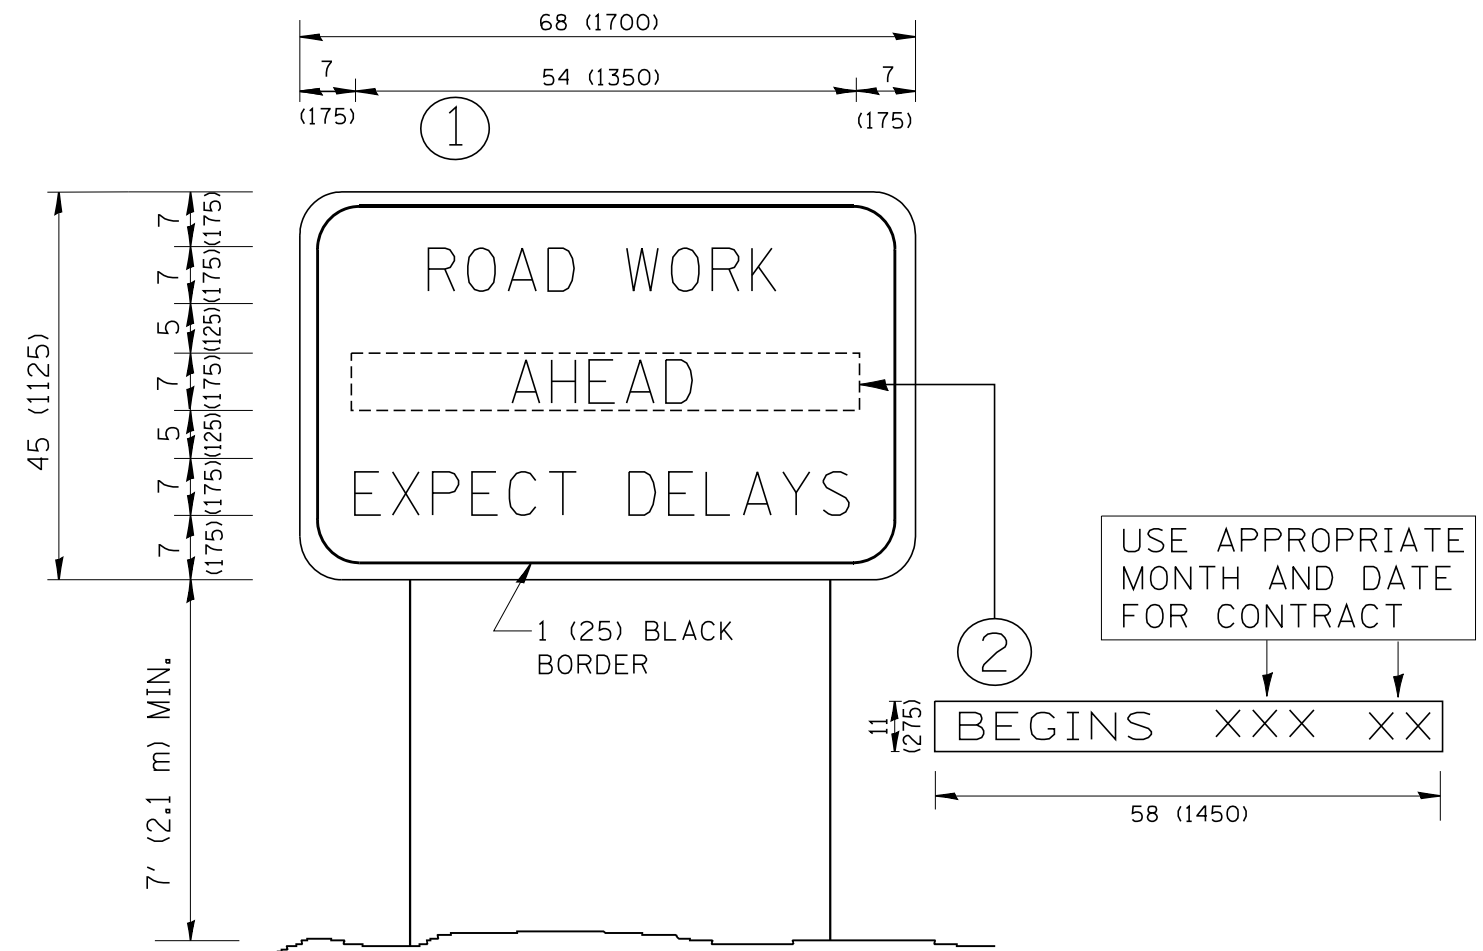 68 (1700)
7
54 (1350)
7
(175)
(175)
1
7
(175)
7
(175)
5
(125)
7
(175)
5
(125)
7
(175)
7
(175)
45 (1125)
ROAD WORK
AHEAD
EXPECT DELAYS
1 (25) BLACK
BORDER
7' (2.1 m) MIN.
USE APPROPRIATE
MONTH AND DATE
FOR CONTRACT
2
11
(275)
BEGINS XXX XX
58 (1450)